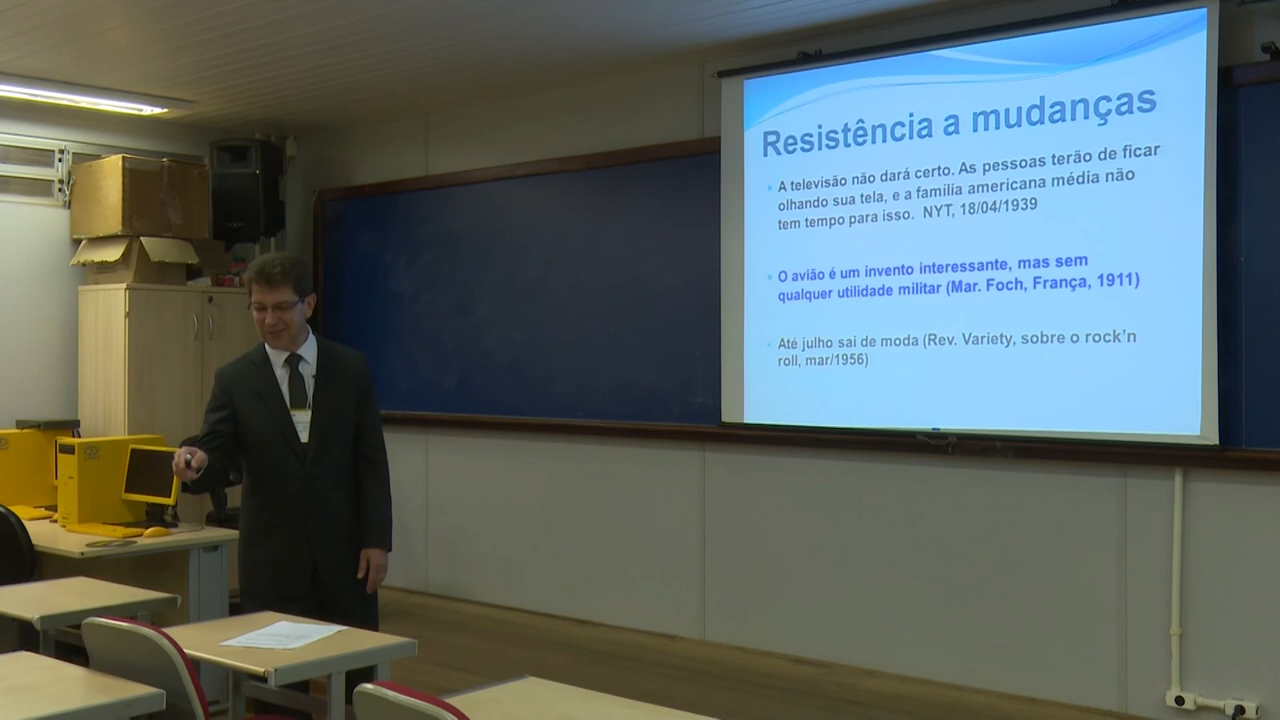 Resistência a mudanças
A televisão não dará certo. As pessoas terão de ficar
olhando sua tela, e a família americana média não
tem tempo para isso. NYT, 18/04/1939
O avião é um invento interessante, mas sem
qualquer utilidade militar (Mar. Foch, França, 1911)
Até julho sai de moda (Rev. Variety, sobre o rock’n
roll, mar/1956)